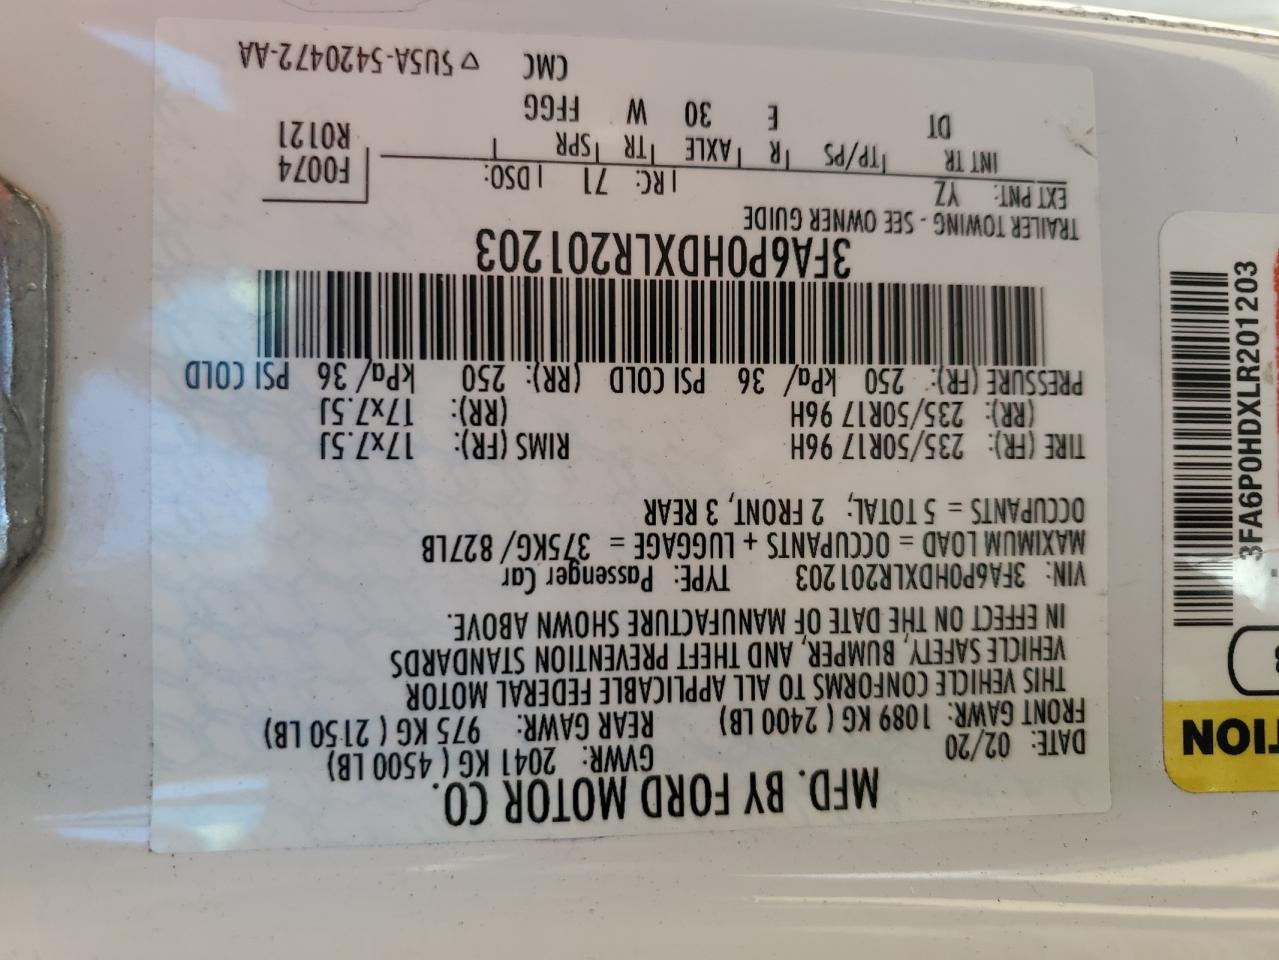 MFD. BY FORD MOTOR CO.
DATE: 02/20 GVWR: 2041 KG ( 4500 LB)
FRONT GAWR: 1089 KG ( 2400 LB) REAR GAWR: 975 KG ( 2150 LB)
THIS VEHICLE CONFORMS TO ALL APPLICABLE FEDERAL MOTOR
VEHICLE SAFETY, BUMPER, AND THEFT PREVENTION STANDARDS
IN EFFECT ON THE DATE OF MANUFACTURE SHOWN ABOVE.
VIN: 3FA6P0HDXLR201203 TYPE: Passenger Car
MAXIMUM LOAD = OCCUPANTS + LUGGAGE = 375KG/ 827LB
OCCUPANTS = 5 TOTAL: 2 FRONT, 3 REAR
TIRE (FR): 235/50R17 96H RIMS (FR): 17x7.5J
(RR): 235/50R17 96H (RR): 17x7.5J
PRESSURE (FR): 250 kPa/ 36 PSI COLD (RR): 250 kPa/ 36 PSI COLD
3FA6P0HDXLR201203
TRAILER TOWING - SEE OWNER GUIDE
EXT PNT: YZ RC: 71 DSO: F0074
INT TR TP/PS R AXLE TR SPR R0121
DT E 30 W FFGG
CMC ▽ 5U5A-5420472-AA
3FA6P0HDXLR201203